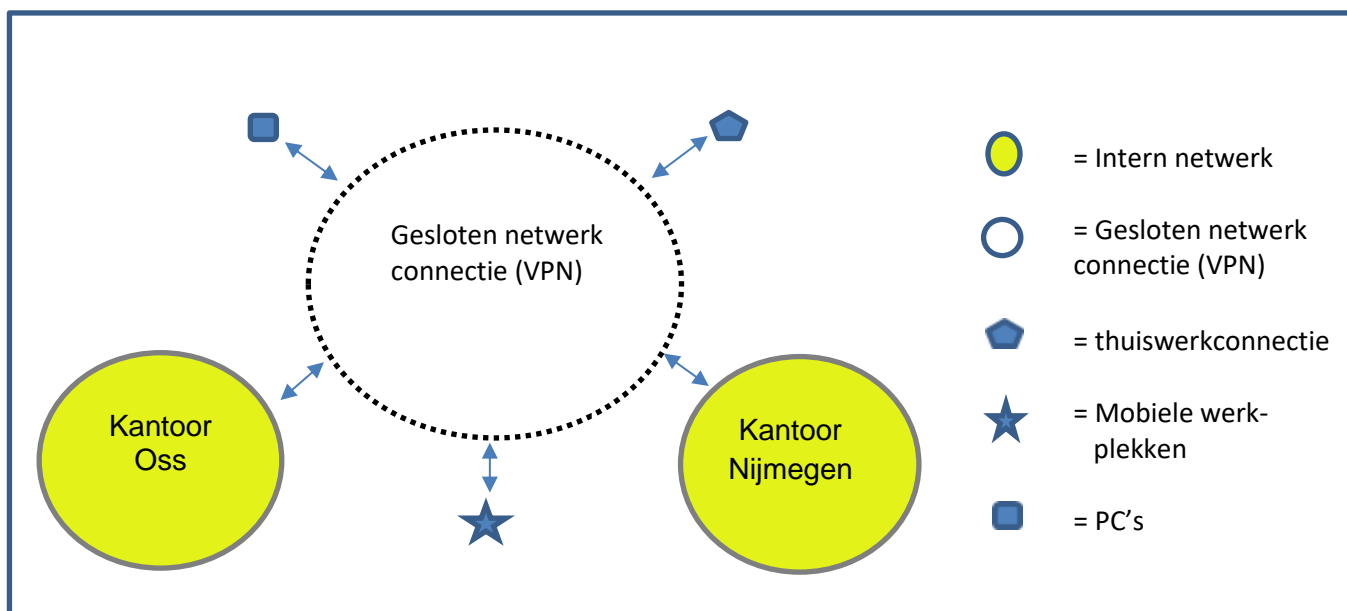 Gesloten netwerk
connectie (VPN)
Kantoor
Oss
Kantoor
Nijmegen
= Intern netwerk
= Gesloten netwerk
connectie (VPN)
= thuiswerkconnectie
= Mobiele werk-
plekken
= PC’s